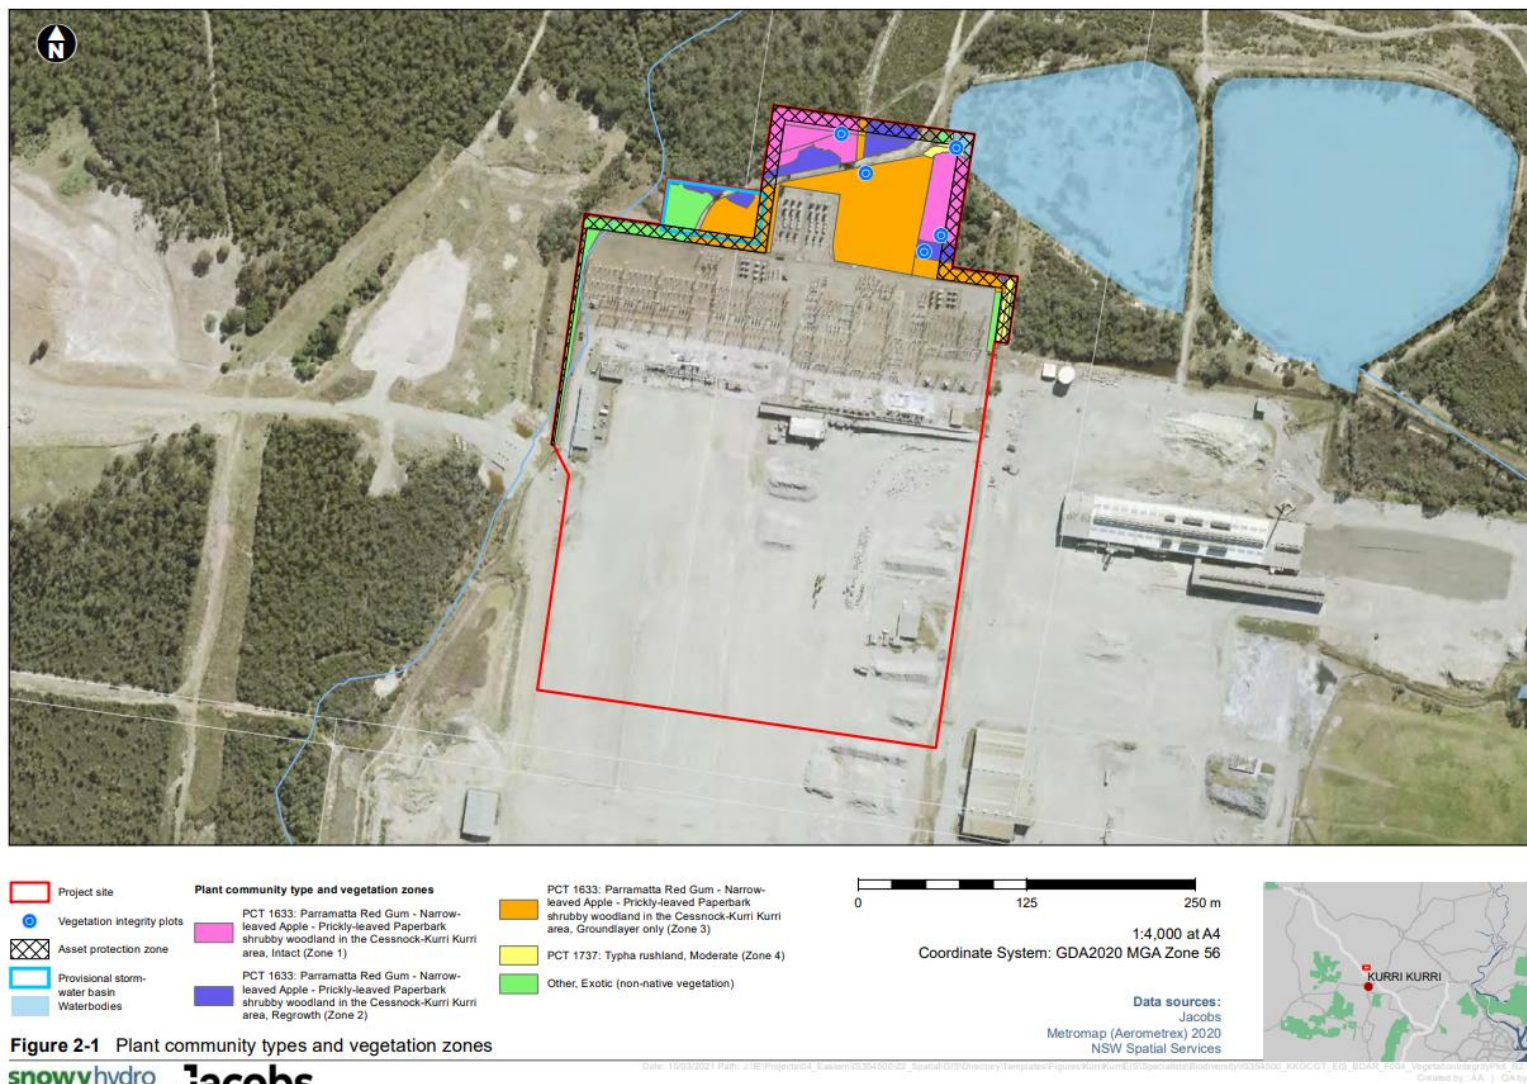 N
Project site
Vegetation integrity plots
Asset protection zone
Provisional storm-
water basin
Waterbodies
Plant community type and vegetation zones
PCT 1633: Parramatta Red Gum - Narrow-
leaved Apple - Prickly-leaved Paperbark
shrubby woodland in the Cessnock-Kurri Kurri
area, Intact (Zone 1)
PCT 1633: Parramatta Red Gum - Narrow-
leaved Apple - Prickly-leaved Paperbark
shrubby woodland in the Cessnock-Kurri Kurri
area, Regrowth (Zone 2)
PCT 1633: Parramatta Red Gum - Narrow-
leaved Apple - Prickly-leaved Paperbark
shrubby woodland in the Cessnock-Kurri Kurri
area, Groundlayer only (Zone 3)
PCT 1737: Typha rushland, Moderate (Zone 4)
Other, Exotic (non-native vegetation)
0 125 250 m
1:4,000 at A4
Coordinate System: GDA2020 MGA Zone 56
Data sources:
Jacobs
Metromap (Aerometrex) 2020
NSW Spatial Services
KURRI KURRI
Figure 2-1 Plant community types and vegetation zones
snowyhydro Jacobs
Created by : AA |